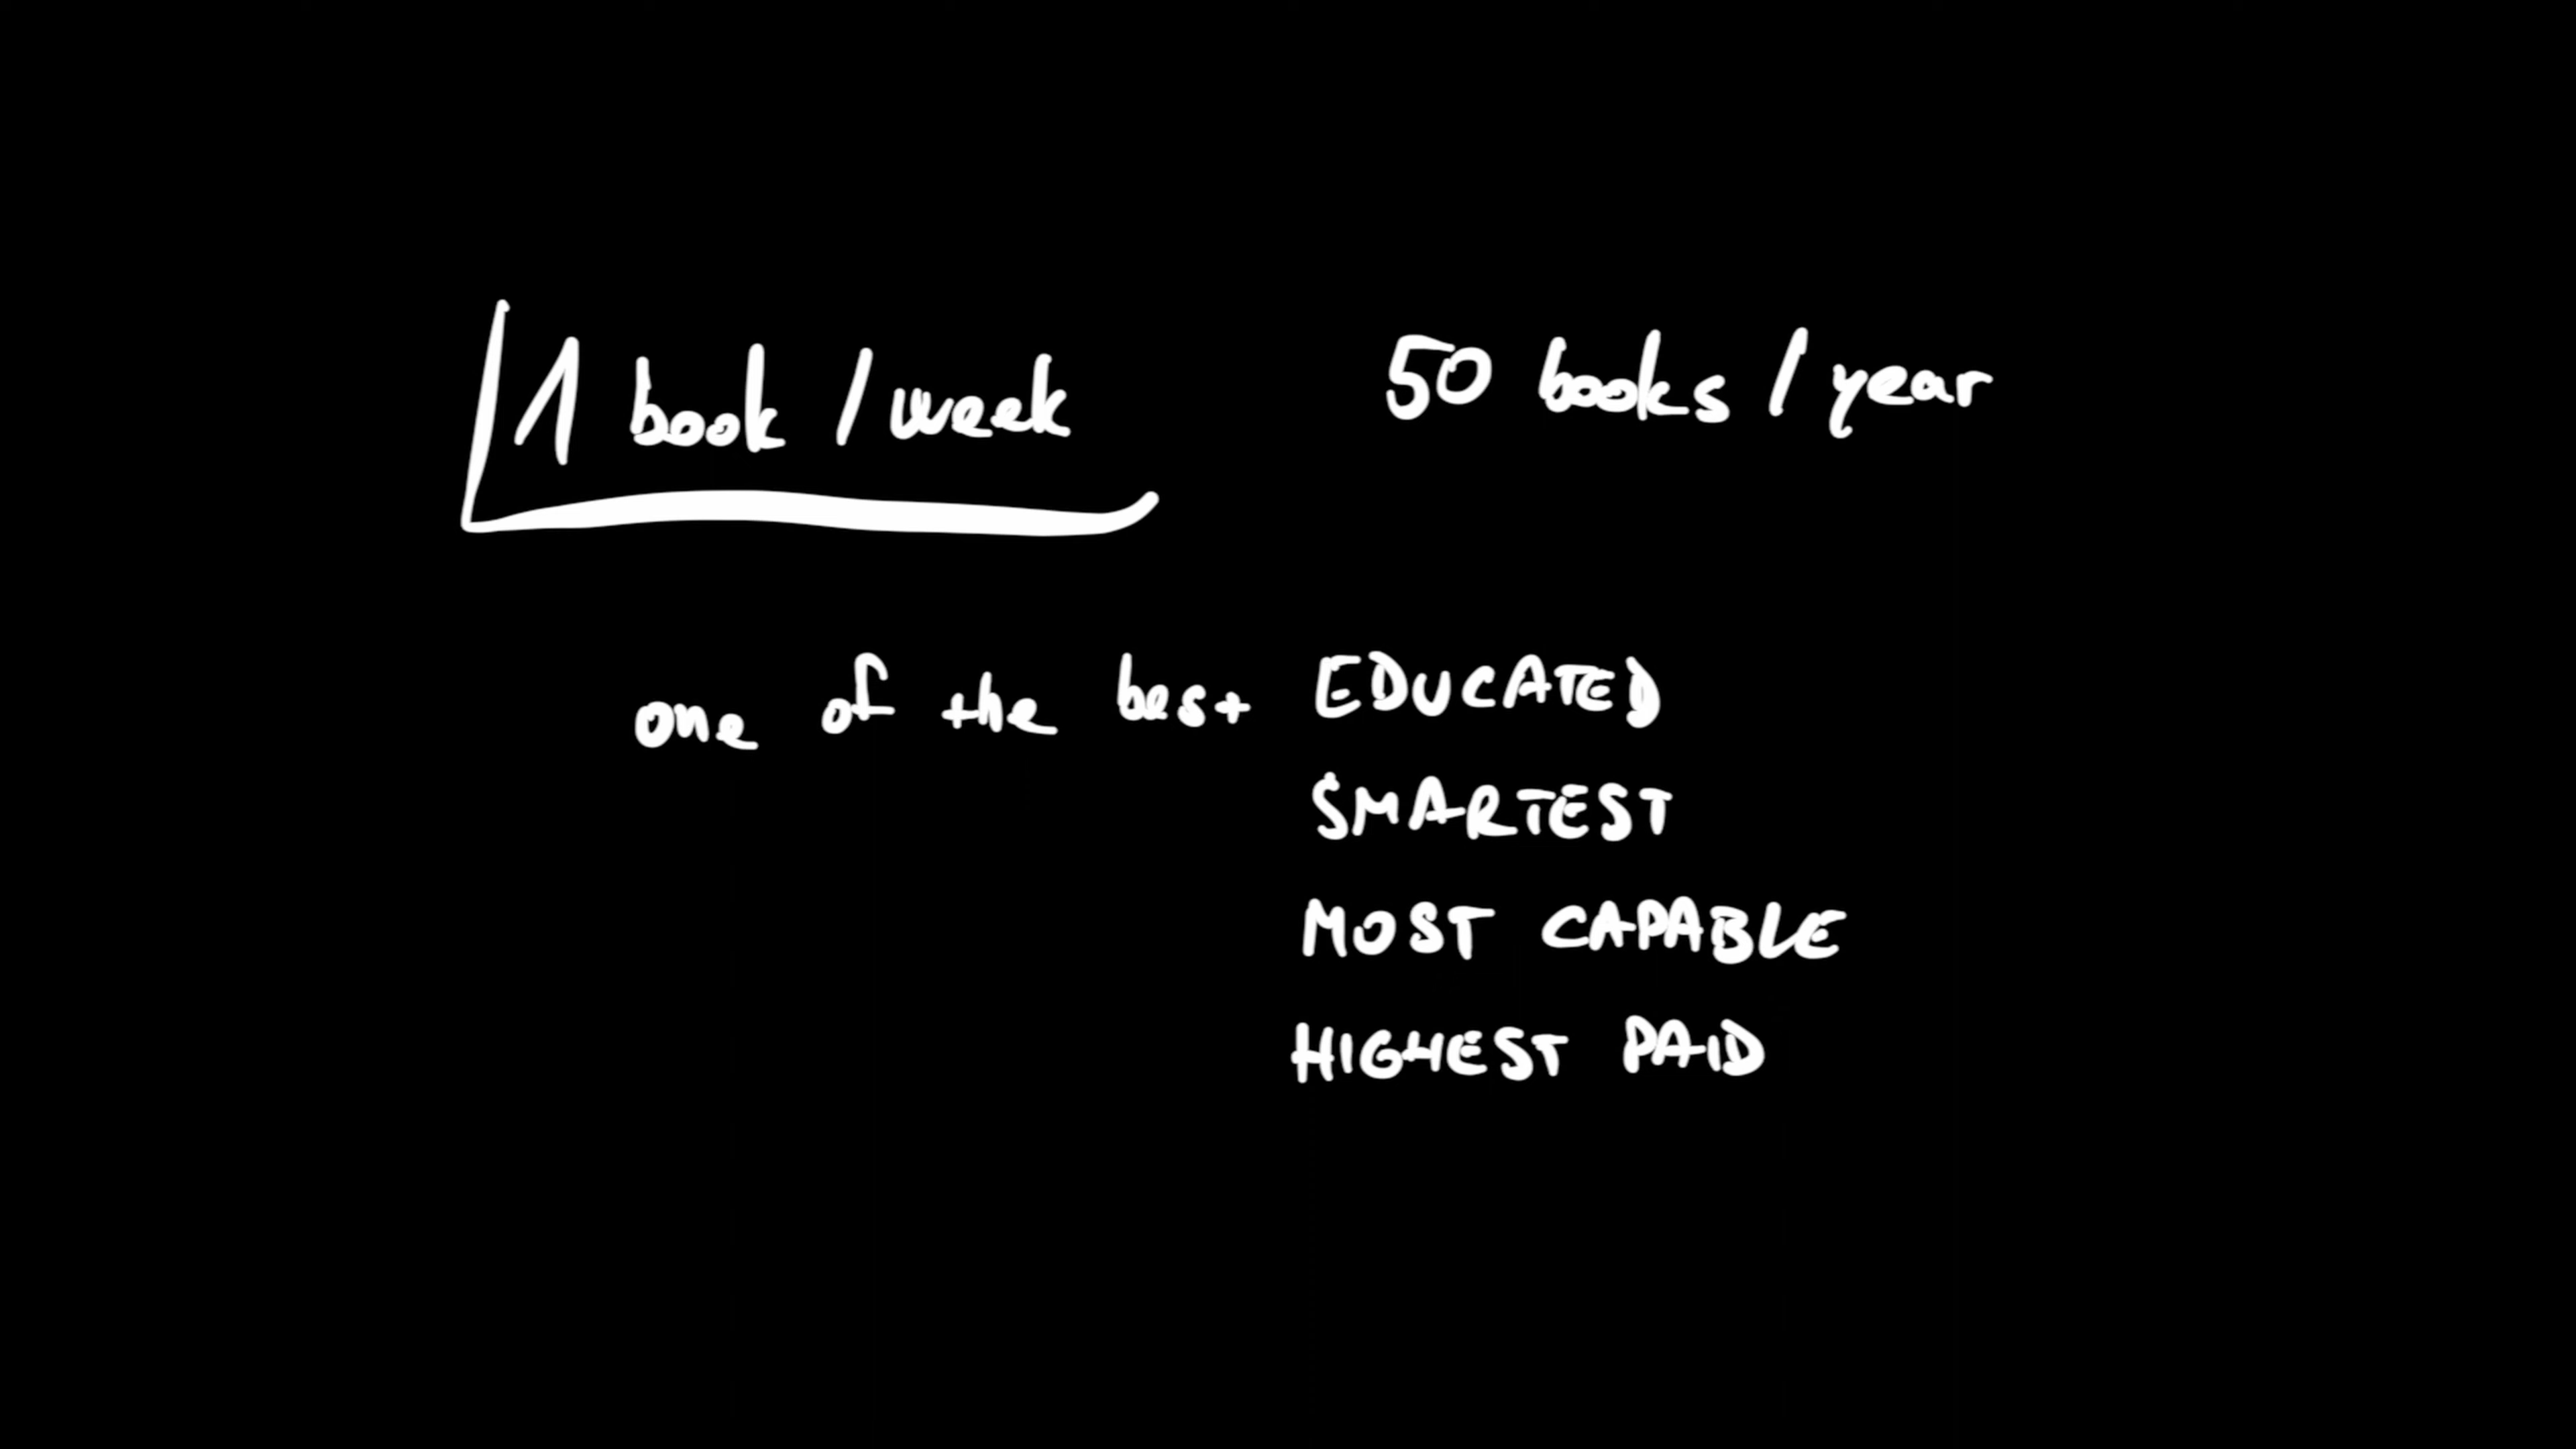 1 book / week 50 books / year
one of the best EDUCATED
SMARTEST
MOST CAPABLE
HIGHEST PAID